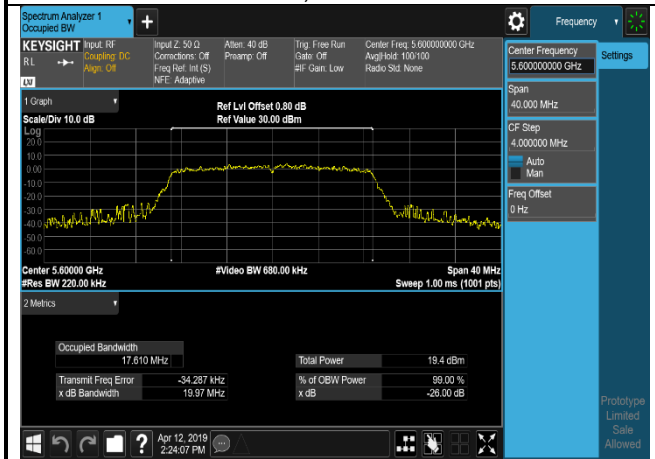 Spectrum Analyzer 1
Occupied BW
+
Frequency
KEYSIGHT
RL
LXI
Input: RF
Coupling: DC
Align: Off
Input Z: 50 Ω
Corrections: Off
Freq Ref: Int (S)
NFE: Adaptive
Atten: 40 dB
Preamp: Off
Trig: Free Run
Gate: Off
#IF Gain: Low
Center Freq: 5.600000000 GHz
Avg|Hold: 100/100
Radio Std: None
Center Frequency
5.600000000 GHz
Settings
Span
40.000 MHz
CF Step
4.000000 MHz
Auto
Man
Freq Offset
0 Hz
1 Graph
Scale/Div 10.0 dB
Ref Lvl Offset 0.80 dB
Ref Value 30.00 dBm
Log
20.0
10.0
0.00
-10.0
-20.0
-30.0
-40.0
-50.0
-60.0
Center 5.60000 GHz
#Video BW 680.00 kHz
Span 40 MHz
#Res BW 220.00 kHz
Sweep 1.00 ms (1001 pts)
2 Metrics
Occupied Bandwidth
17.610 MHz
Total Power 19.4 dBm
Transmit Freq Error -34.287 kHz
% of OBW Power 99.00 %
x dB Bandwidth 19.97 MHz
x dB -26.00 dB
Prototype
Limited
Sale
Allowed
?
Apr 12, 2019
2:24:07 PM